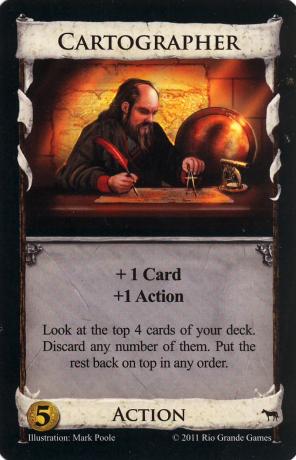 CARTOGRAPHER
+1 Card
+1 Action
Look at the top 4 cards of your deck.
Discard any number of them. Put the
rest back on top in any order.
5
ACTION
Illustration: Mark Poole
© 2011 Rio Grande Games